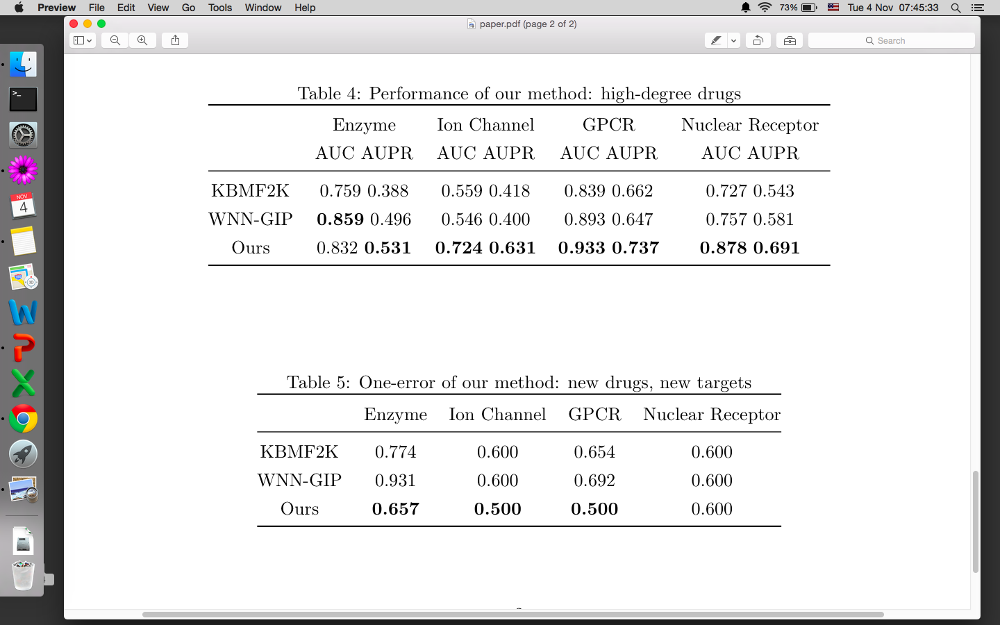 Preview File Edit View Go Tools Window Help 73% Tue 4 Nov 07:45:33
paper.pdf (page 2 of 2)
Search
Table 4: Performance of our method: high-degree drugs
Enzyme Ion Channel GPCR Nuclear Receptor
AUC AUPR AUC AUPR AUC AUPR AUC AUPR
KBMF2K 0.759 0.388 0.559 0.418 0.839 0.662 0.727 0.543
WNN-GIP 0.859 0.496 0.546 0.400 0.893 0.647 0.757 0.581
Ours 0.832 0.531 0.724 0.631 0.933 0.737 0.878 0.691
Table 5: One-error of our method: new drugs, new targets
Enzyme Ion Channel GPCR Nuclear Receptor
KBMF2K 0.774 0.600 0.654 0.600
WNN-GIP 0.931 0.600 0.692 0.600
Ours 0.657 0.500 0.500 0.600
>_
NOV
4